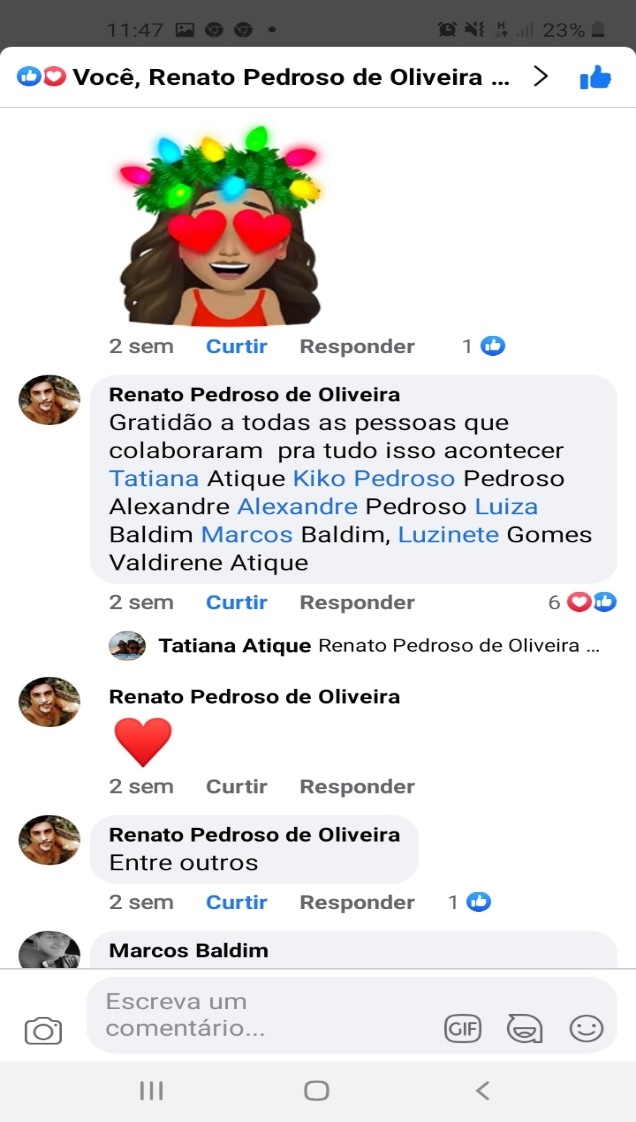 11:47 23%
Você, Renato Pedroso de Oliveira ...
2 sem Curtir Responder 1
Renato Pedroso de Oliveira
Gratidão a todas as pessoas que
colaboraram pra tudo isso acontecer
Tatiana Atique Kiko Pedroso Pedroso
Alexandre Alexandre Pedroso Luiza
Baldim Marcos Baldim, Luzinete Gomes
Valdirene Atique
2 sem Curtir Responder 6
Tatiana Atique Renato Pedroso de Oliveira ...
Renato Pedroso de Oliveira
2 sem Curtir Responder
Renato Pedroso de Oliveira
Entre outros
2 sem Curtir Responder 1
Marcos Baldim
Escreva um
comentário...
GIF